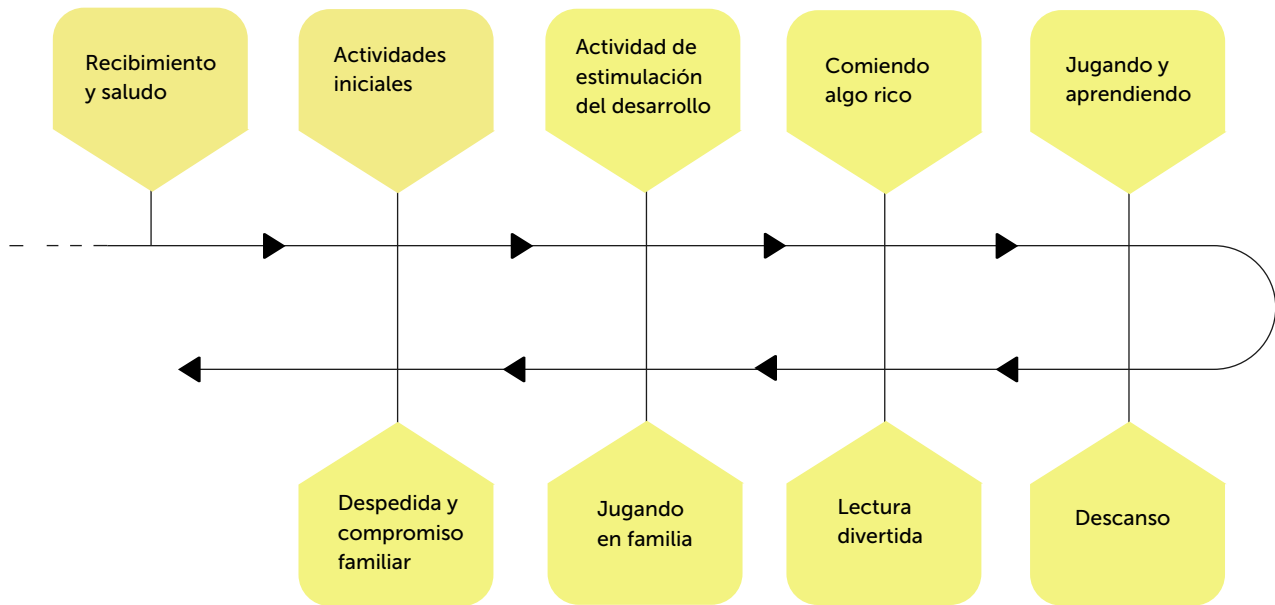 Recibimiento
y saludo
Actividades
iniciales
Actividad de
estimulación
del desarrollo
Comiendo
algo rico
Jugando y
aprendiendo
Descanso
Lectura
divertida
Jugando
en familia
Despedida y
compromiso
familiar